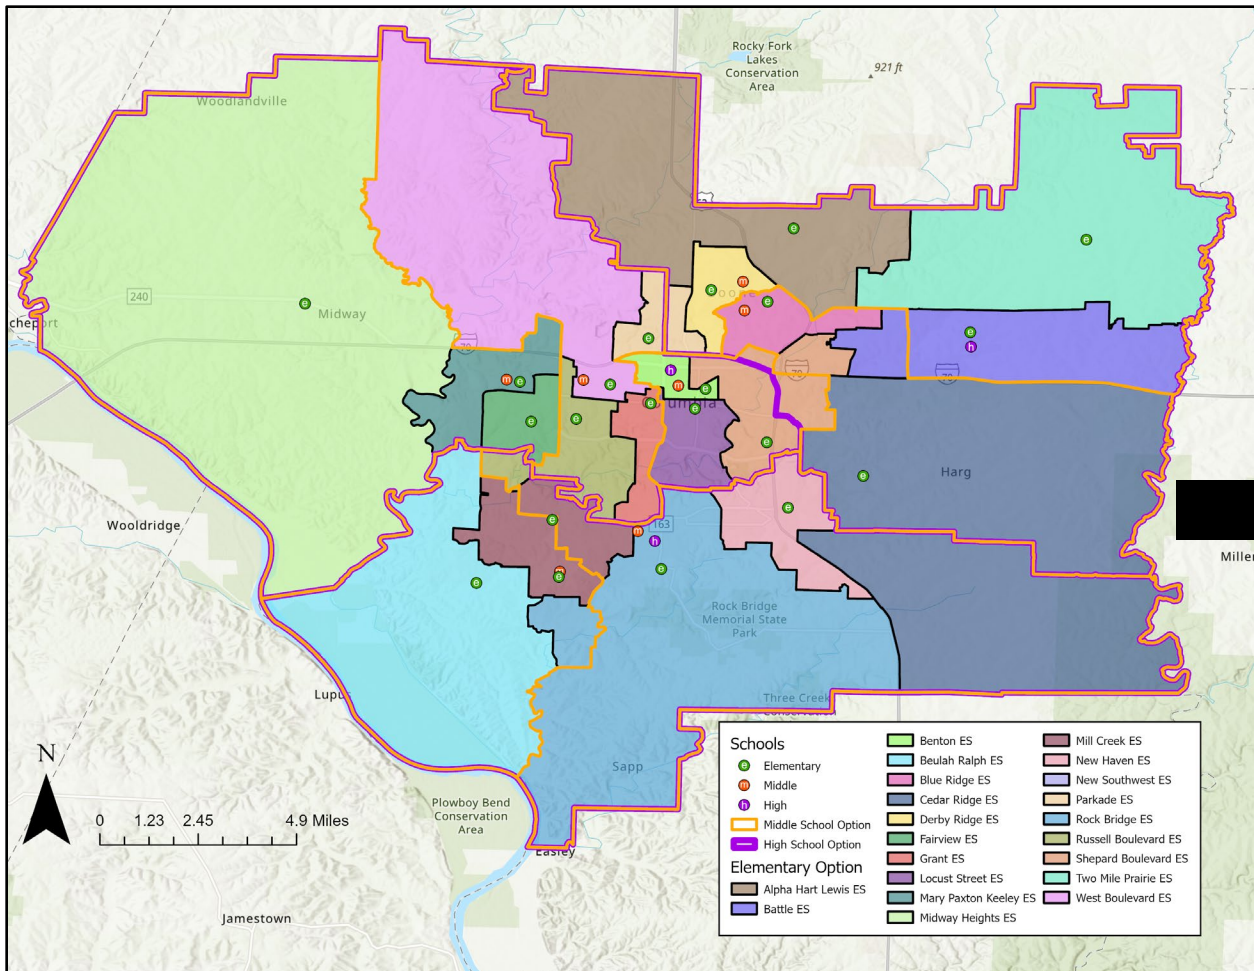 Rocky Fork
Lakes
Conservation
Area
921 ft
Woodlandville
240
Midway
cheport
70
70
70
e
m
h
Harg
Wooldridge
163
Miller
Rock Bridge
Memorial State
Park
Lupus
Three Creek
Sapp
N
0 1.23 2.45 4.9 Miles
Plowboy Bend
Conservation
Area
Easley
Jamestown
Schools
e Elementary
m Middle
h High
Middle School Option
High School Option
Elementary Option
Alpha Hart Lewis ES
Battle ES
Benton ES
Beulah Ralph ES
Blue Ridge ES
Cedar Ridge ES
Derby Ridge ES
Fairview ES
Grant ES
Locust Street ES
Mary Paxton Keeley ES
Midway Heights ES
Mill Creek ES
New Haven ES
New Southwest ES
Parkade ES
Rock Bridge ES
Russell Boulevard ES
Shepard Boulevard ES
Two Mile Prairie ES
West Boulevard ES